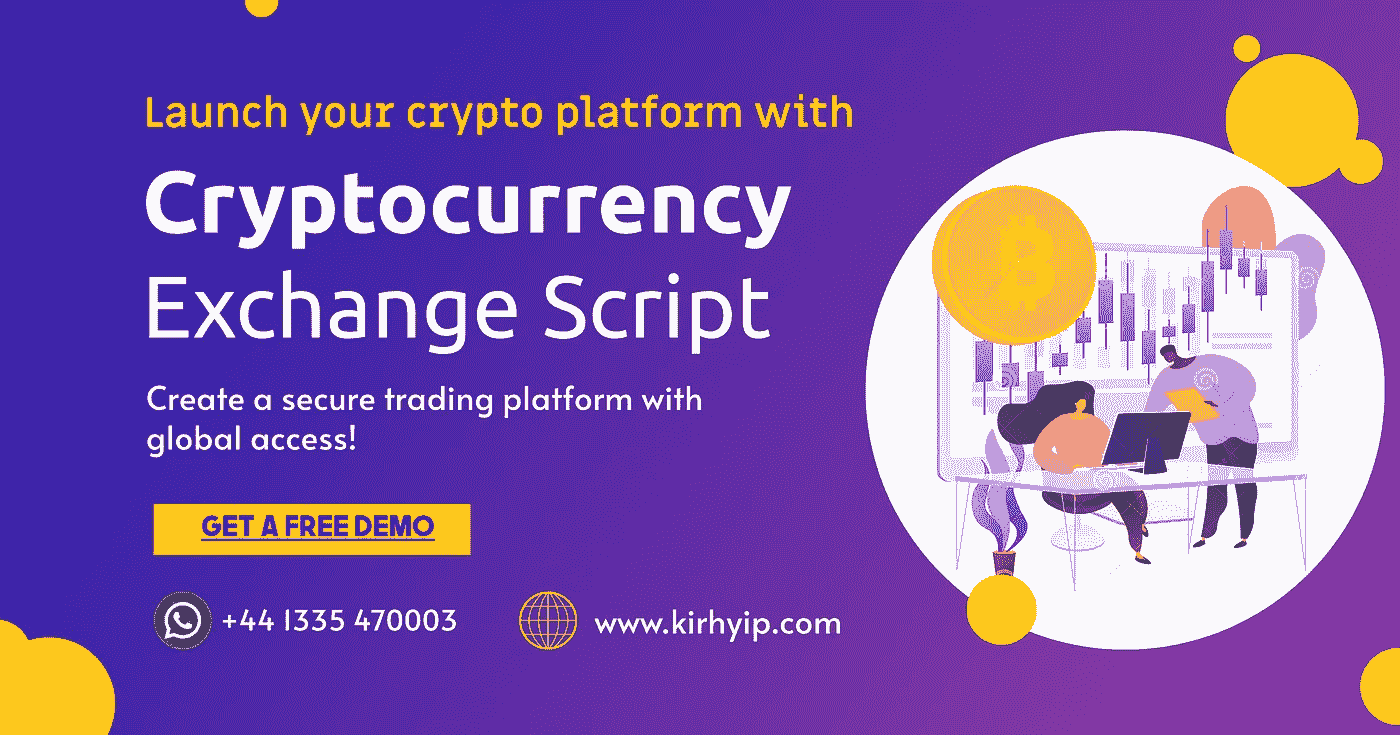 Launch your crypto platform with
Cryptocurrency
Exchange Script
Create a secure trading platform with
global access!
GET A FREE DEMO
+44 1335 470003
www.kirhyip.com